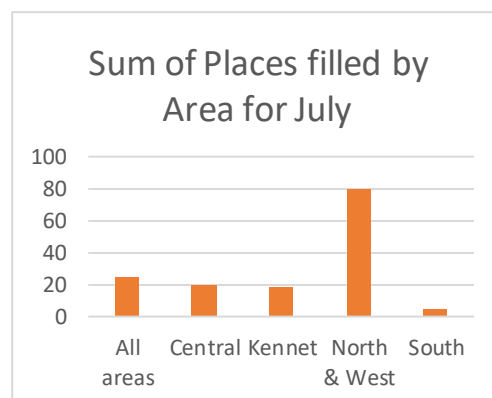 Sum of Places filled by
Area for July
100
80
60
40
20
0
All areas
Central
Kennet
North & West
South